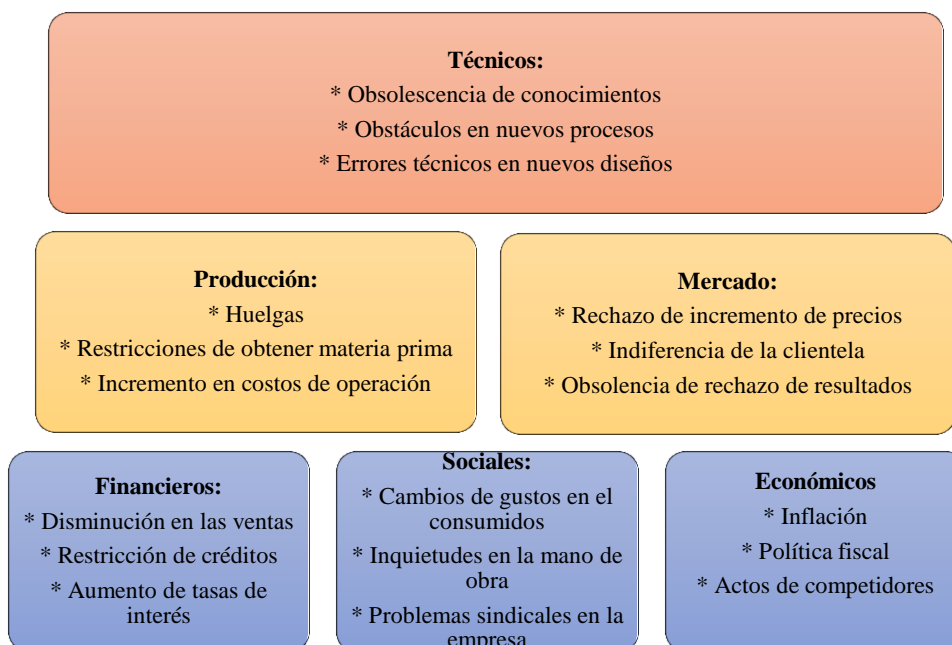 Técnicos:
* Obsolescencia de conocimientos
* Obstáculos en nuevos procesos
* Errores técnicos en nuevos diseños
Producción:
* Huelgas
* Restricciones de obtener materia prima
* Incremento en costos de operación
Mercado:
* Rechazo de incremento de precios
* Indiferencia de la clientela
* Obsolencia de rechazo de resultados
Financieros:
* Disminución en las ventas
* Restricción de créditos
* Aumento de tasas de
interés
Sociales:
* Cambios de gustos en el
consumidos
* Inquietudes en la mano de
obra
* Problemas sindicales en la
empresa
Económicos
* Inflación
* Política fiscal
* Actos de competidores